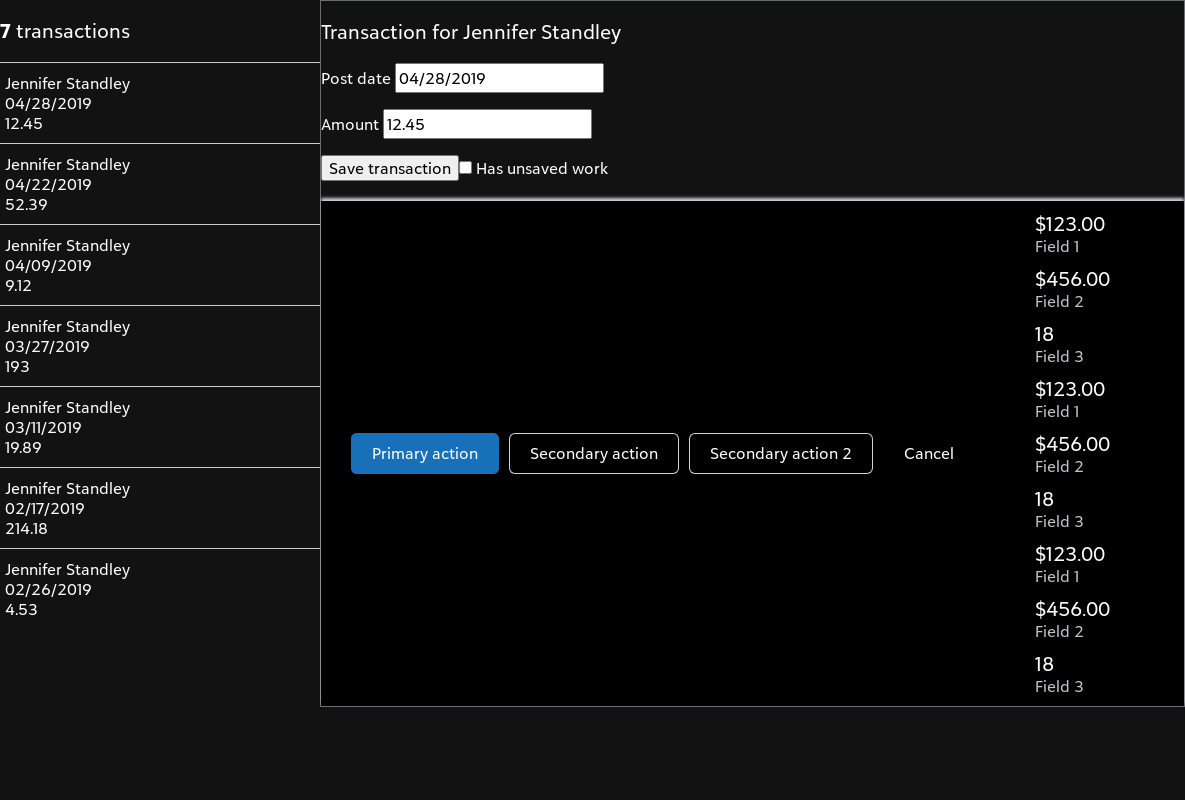 7 transactions
Jennifer Standley
04/28/2019
12.45
Jennifer Standley
04/22/2019
52.39
Jennifer Standley
04/09/2019
9.12
Jennifer Standley
03/27/2019
193
Jennifer Standley
03/11/2019
19.89
Jennifer Standley
02/17/2019
214.18
Jennifer Standley
02/26/2019
4.53
Transaction for Jennifer Standley
Post date 04/28/2019
Amount 12.45
Save transaction Has unsaved work
Primary action Secondary action Secondary action 2 Cancel
$123.00
Field 1
$456.00
Field 2
18
Field 3
$123.00
Field 1
$456.00
Field 2
18
Field 3
$123.00
Field 1
$456.00
Field 2
18
Field 3